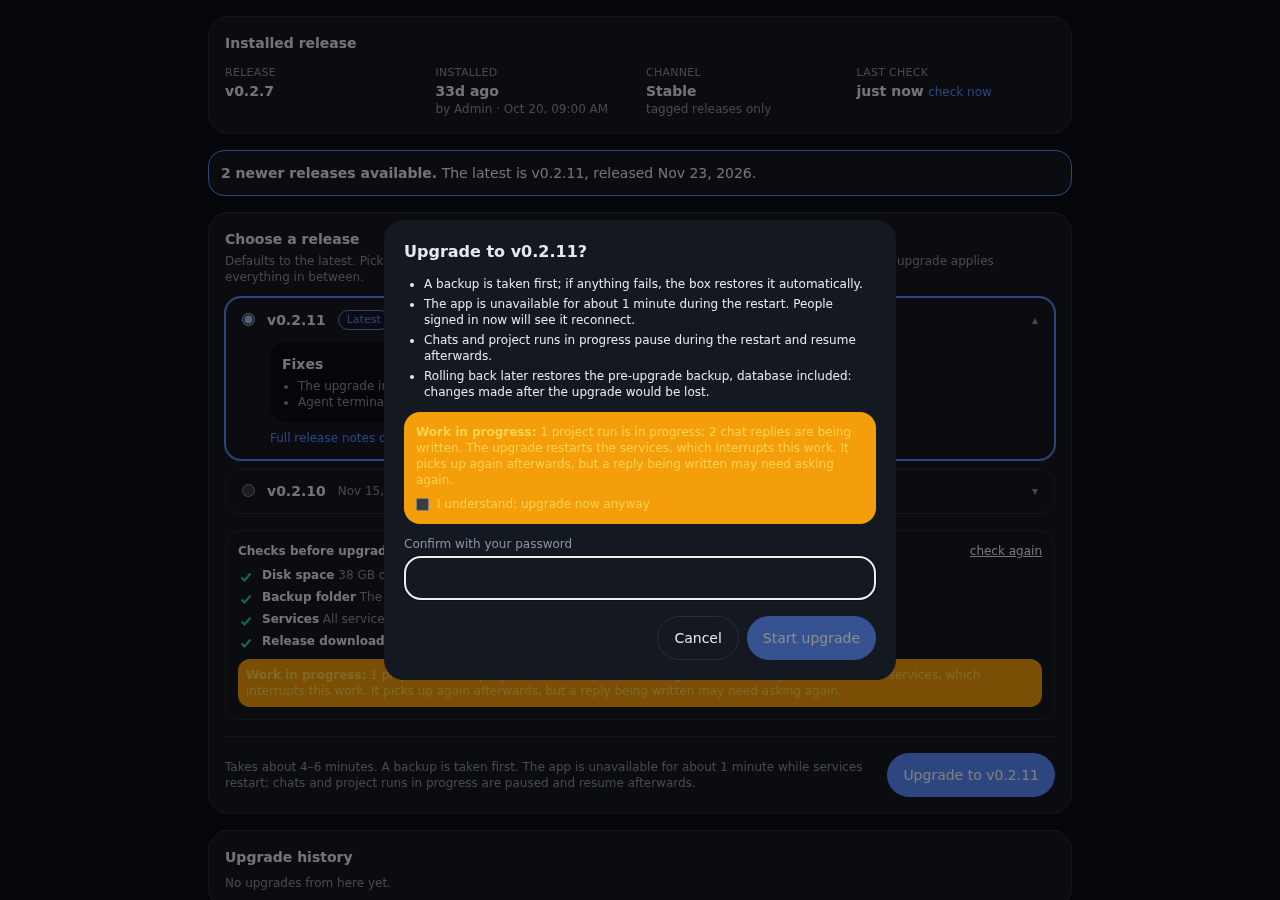 Installed release
RELEASE
v0.2.7
INSTALLED
33d ago
by Admin · Oct 20, 09:00 AM
CHANNEL
Stable
tagged releases only
LAST CHECK
just now check now
2 newer releases available. The latest is v0.2.11, released Nov 23, 2026.
Choose a release
Defaults to the latest. Pick
upgrade applies
everything in between.
v0.2.11 Latest
▴
Fixes
• The upgrade
• Agent
Full release notes
v0.2.10 Nov 15,
▾
Checks before
check again
Disk space 38 GB
Backup folder The
Services All
Release download
Work in progress: 1
services, which
interrupts this work. It picks up again afterwards, but a reply being written may need asking again.
Takes about 4–6 minutes. A backup is taken first. The app is unavailable for about 1 minute while services
restart; chats and project runs in progress are paused and resume afterwards.
Upgrade to v0.2.11
Upgrade history
No upgrades from here yet.
Upgrade to v0.2.11?
• A backup is taken first; if anything fails, the box restores it automatically.
• The app is unavailable for about 1 minute during the restart. People
signed in now will see it reconnect.
• Chats and project runs in progress pause during the restart and resume
afterwards.
• Rolling back later restores the pre-upgrade backup, database included:
changes made after the upgrade would be lost.
Work in progress: 1 project run is in progress; 2 chat replies are being
written. The upgrade restarts the services, which interrupts this work. It
picks up again afterwards, but a reply being written may need asking
again.
I understand: upgrade now anyway
Confirm with your password
Cancel
Start upgrade